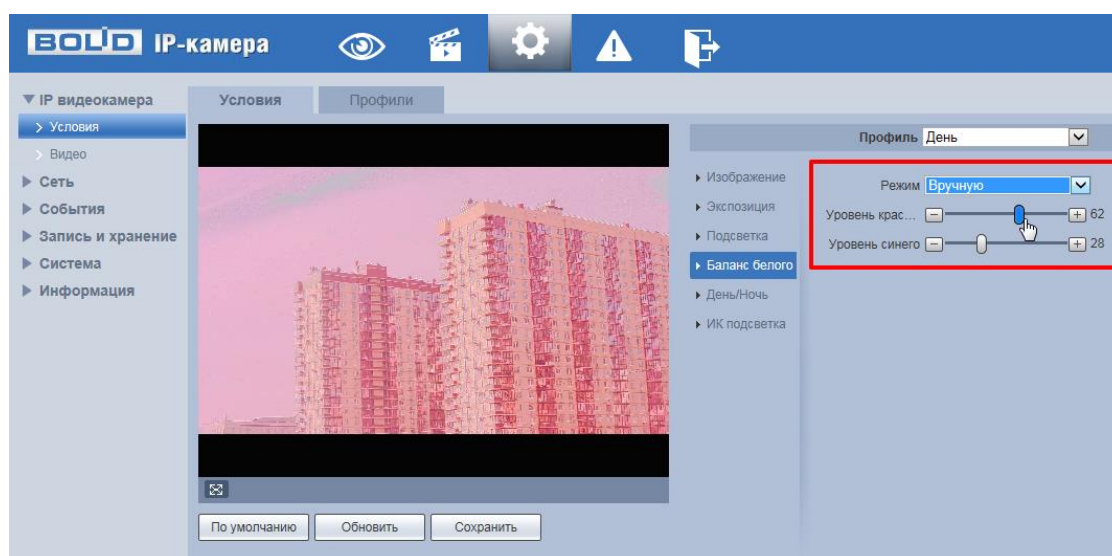 BOLID IP-камера
IP видеокамера
Условия
Видео
Сеть
События
Запись и хранение
Система
Информация
Условия
Профили
По умолчанию
Обновить
Сохранить
Изображение
Экспозиция
Подсветка
Баланс белого
День/Ночь
ИК подсветка
Профиль День
Режим Вручную
Уровень крас... 62
Уровень синего 28